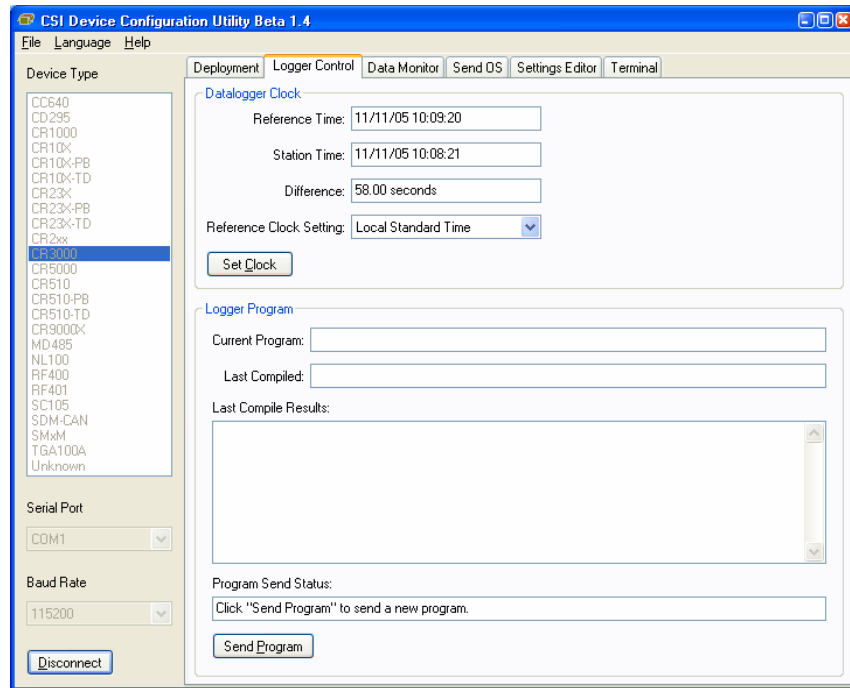 CSI Device Configuration Utility Beta 1.4
File Language Help
Device Type
CC640
CD295
CR1000
CR10X
CR10X-PB
CR10X-TD
CR23X
CR23X-PB
CR23X-TD
CR2xx
CR3000
CR5000
CR510
CR510-PB
CR510-TD
CR9000X
MD485
NL100
RF400
RF401
SC105
SDM-CAN
SMxM
TGA100A
Unknown
Serial Port
COM1
Baud Rate
115200
Disconnect
Deployment Logger Control Data Monitor Send OS Settings Editor Terminal
Datalogger Clock
Reference Time: 11/11/05 10:09:20
Station Time: 11/11/05 10:08:21
Difference: 58.00 seconds
Reference Clock Setting: Local Standard Time
Set Clock
Logger Program
Current Program:
Last Compiled:
Last Compile Results:
Program Send Status:
Click "Send Program" to send a new program.
Send Program